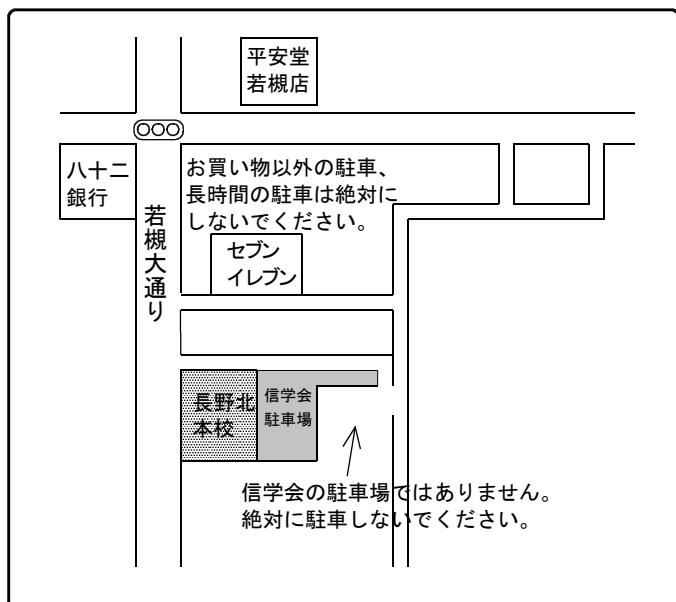 平安堂
若槻店
八十二
銀行
お買い物以外の駐車、
長時間の駐車は絶対に
しないでください。
セブン
イレブン
若槻大通り
長野北
本校
信学会
駐車場
信学会の駐車場ではありません。
絶対に駐車しないでください。